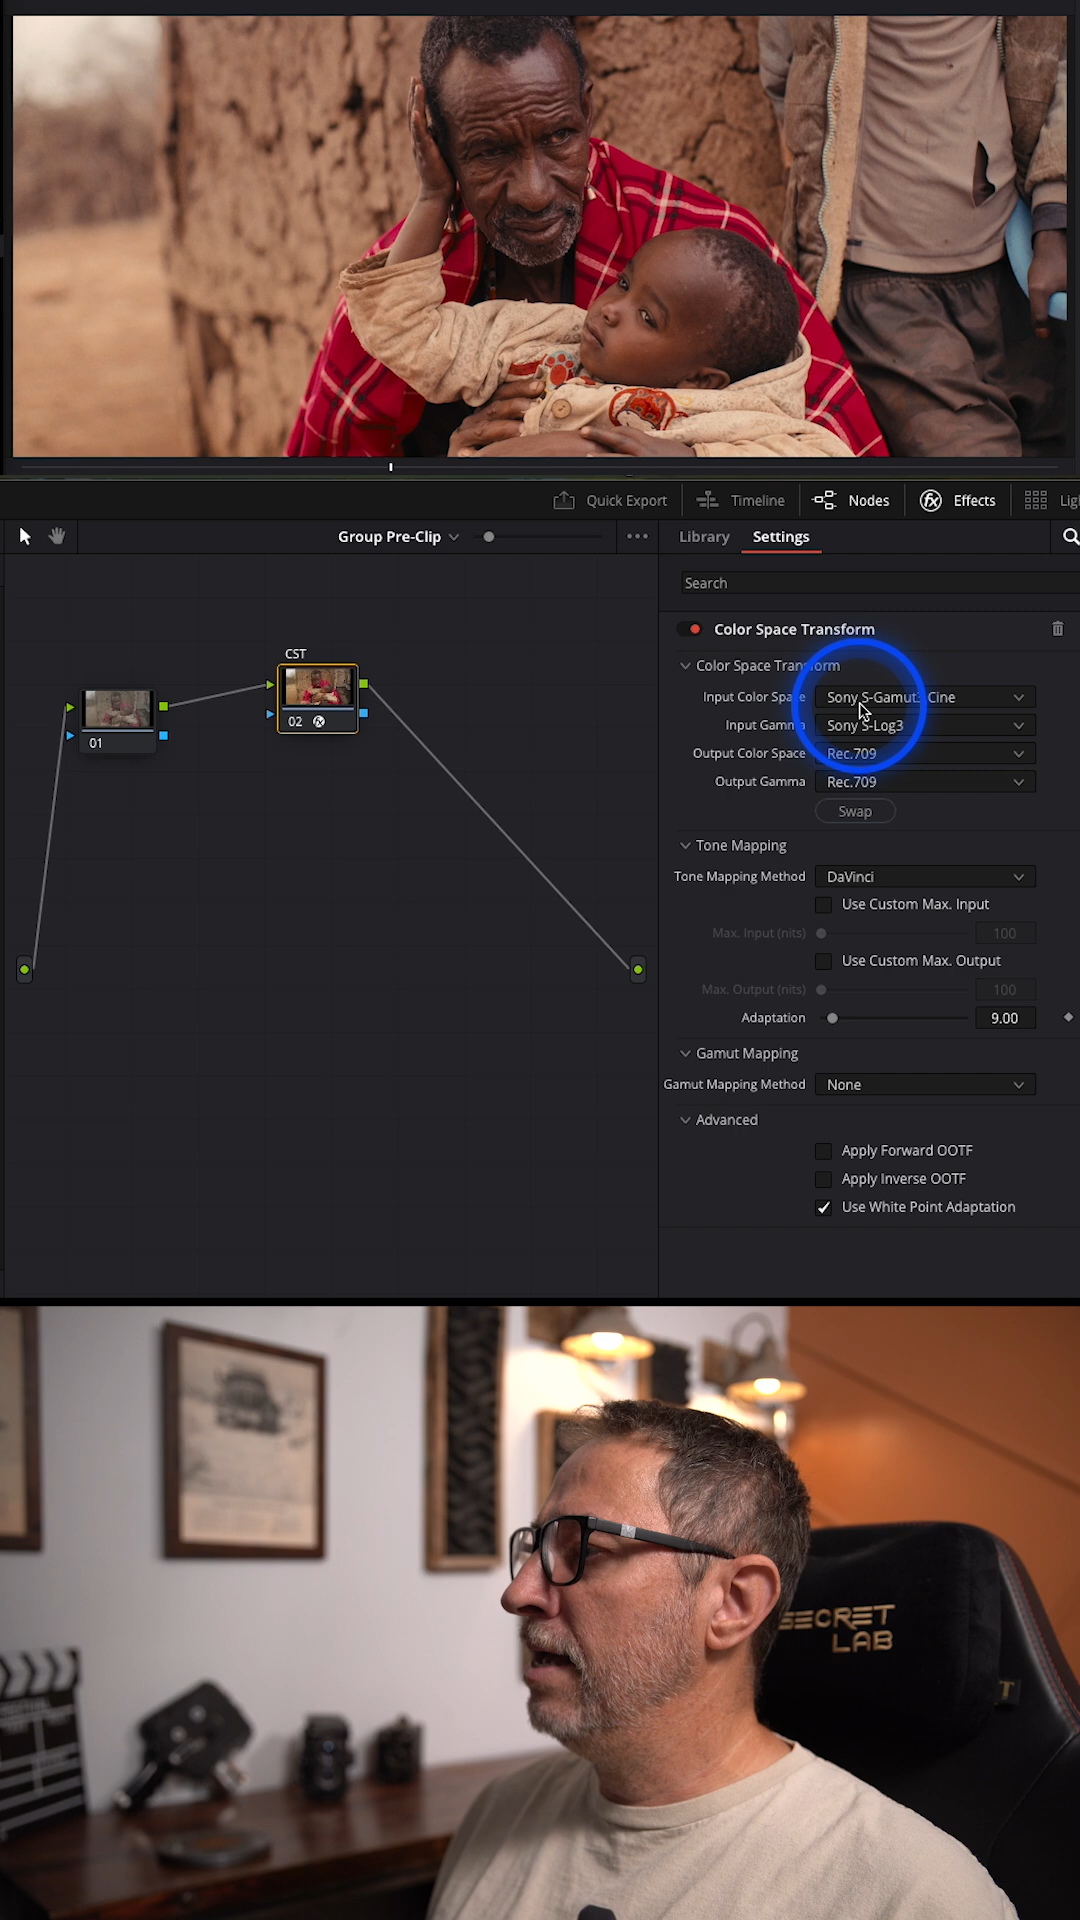 Quick Export
Timeline
Nodes
Effects
Group Pre-Clip
Library
Settings
Search
Color Space Transform
Color Space Transform
Input Color Space
Sony S-Gamut3.Cine
Input Gamma
Sony S-Log3
Output Color Space
Rec.709
Output Gamma
Rec.709
Swap
Tone Mapping
Tone Mapping Method
DaVinci
Use Custom Max. Input
Max. Input (nits)
100
Use Custom Max. Output
Max. Output (nits)
100
Adaptation
9.00
Gamut Mapping
Gamut Mapping Method
None
Advanced
Apply Forward OOTF
Apply Inverse OOTF
Use White Point Adaptation
CST
01
02
SECRET
LAB